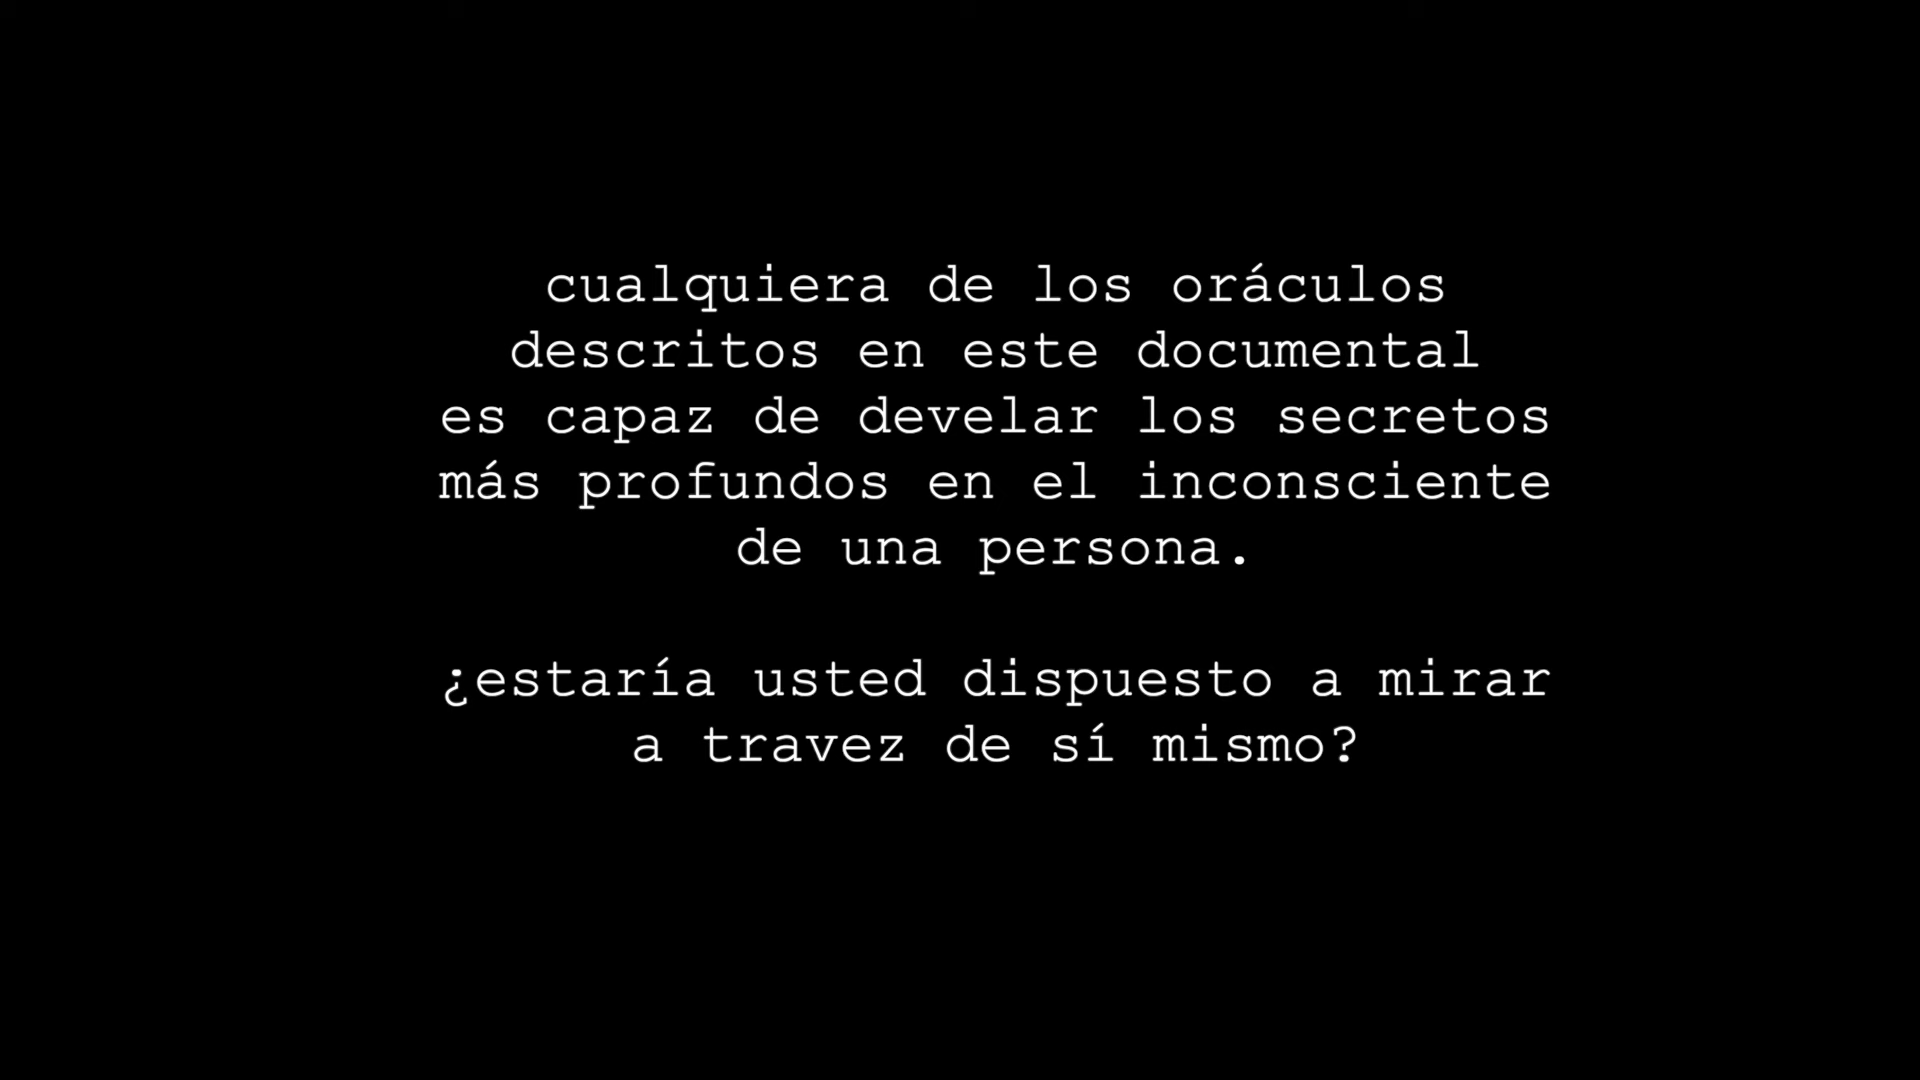 cualquiera de los oráculos
descritos en este documental
es capaz de develar los secretos
más profundos en el inconsciente
de una persona.
¿estaría usted dispuesto a mirar
a travez de sí mismo?